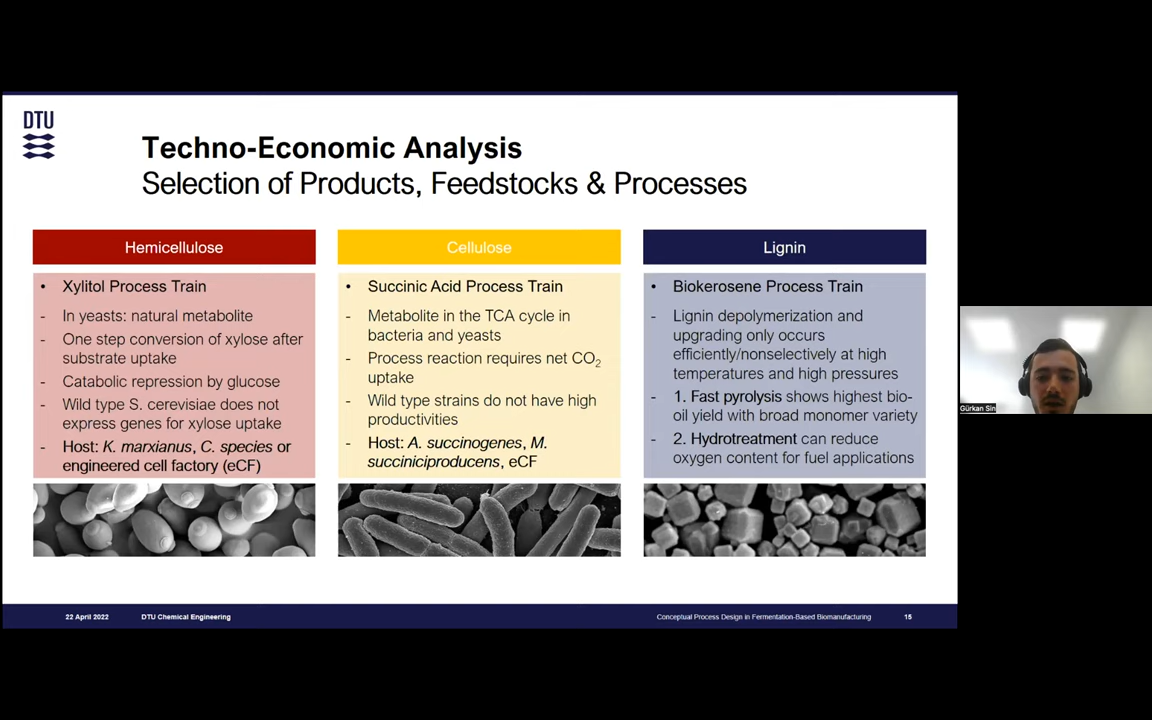 DTU
Techno-Economic Analysis
Selection of Products, Feedstocks & Processes
Hemicellulose
• Xylitol Process Train
- In yeasts: natural metabolite
- One step conversion of xylose after
substrate uptake
- Catabolic repression by glucose
- Wild type S. cerevisiae does not
express genes for xylose uptake
- Host: K. marxianus, C. species or
engineered cell factory (eCF)
Cellulose
• Succinic Acid Process Train
- Metabolite in the TCA cycle in
bacteria and yeasts
- Process reaction requires net CO₂
uptake
- Wild type strains do not have high
productivities
- Host: A. succinogenes, M.
succiniciproducens, eCF
Lignin
• Biokerosene Process Train
- Lignin depolymerization and
upgrading only occurs
efficiently/nonselectively at high
temperatures and high pressures
- 1. Fast pyrolysis shows highest bio-
oil yield with broad monomer variety
- 2. Hydrotreatment can reduce
oxygen content for fuel applications
Gürkan Sin
22 April 2022 DTU Chemical Engineering Conceptual Process Design in Fermentation-Based Biomanufacturing 15